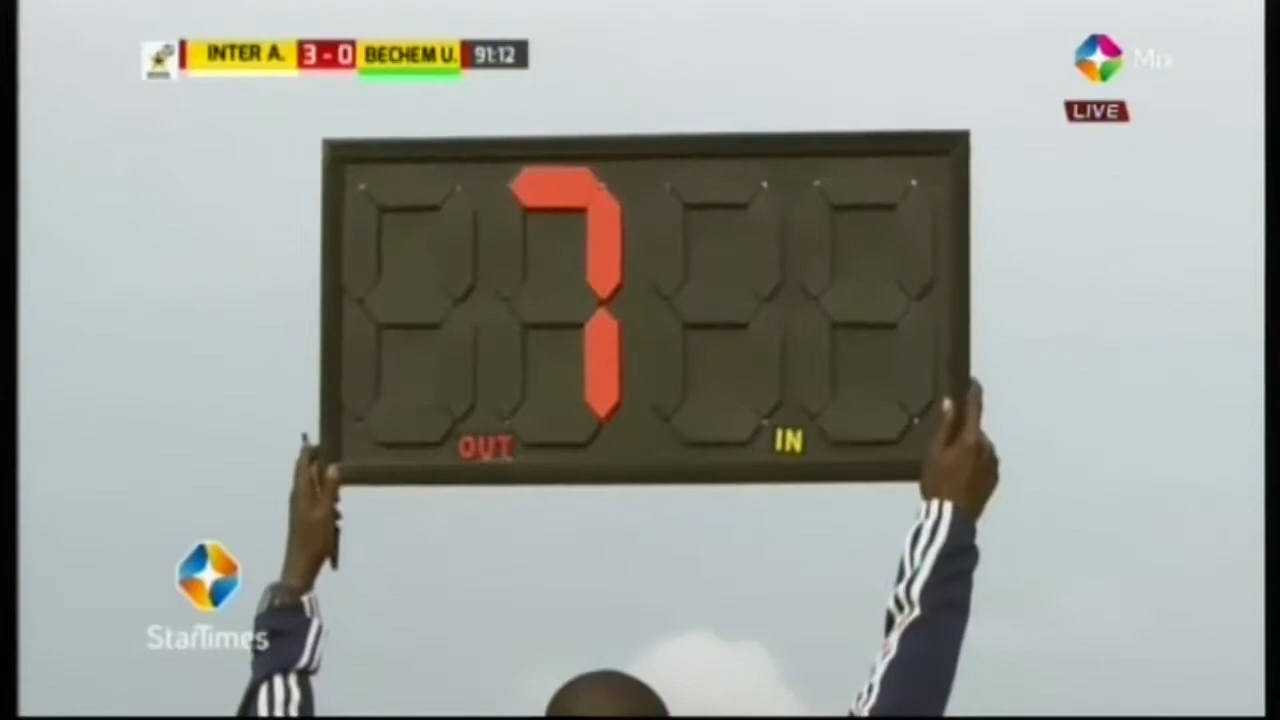 INTER A. 3 - 0 BECHEM U. 91:12
Mix
LIVE
7
OUT IN
StarTimes